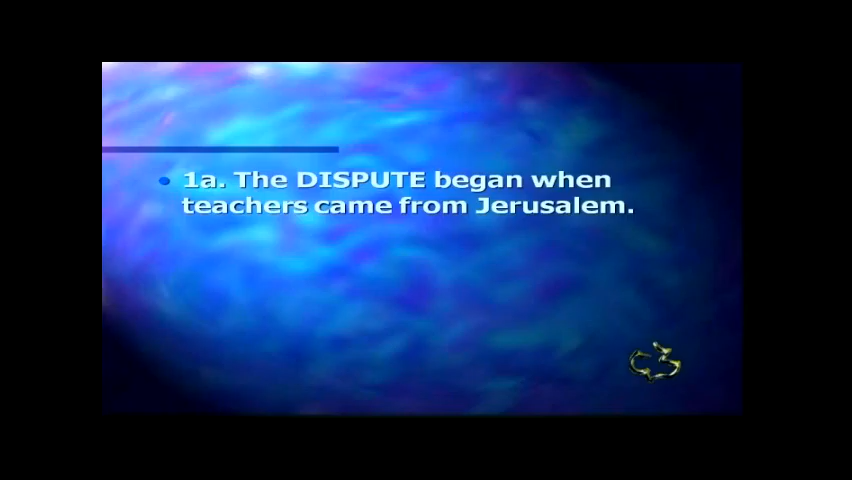 • 1a. The DISPUTE began when
teachers came from Jerusalem.